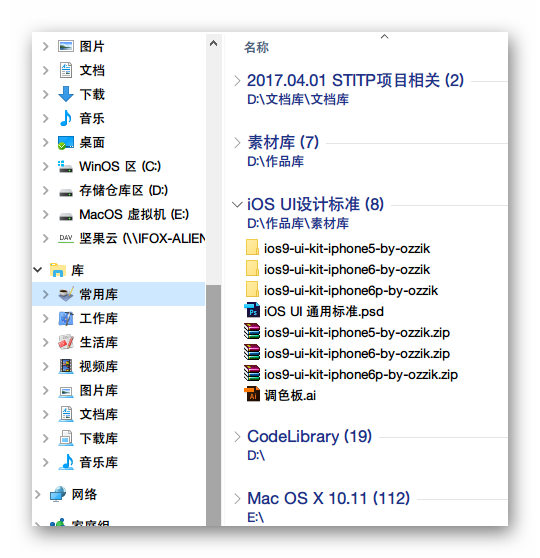 图片
文档
下载
音乐
桌面
WinOS 区 (C:)
存储仓库区 (D:)
MacOS 虚拟机 (E:)
DAV 坚果云 (\\IFOX-ALIEN
库
常用库
工作库
生活库
视频库
图片库
文档库
下载库
音乐库
网络
家庭组
名称
2017.04.01 STITP项目相关 (2)
D:\文档库\文档库
素材库 (7)
D:\作品库
iOS UI设计标准 (8)
D:\作品库\素材库
ios9-ui-kit-iphone5-by-ozzik
ios9-ui-kit-iphone6-by-ozzik
ios9-ui-kit-iphone6p-by-ozzik
iOS UI 通用标准.psd
ios9-ui-kit-iphone5-by-ozzik.zip
ios9-ui-kit-iphone6-by-ozzik.zip
ios9-ui-kit-iphone6p-by-ozzik.zip
调色板.ai
CodeLibrary (19)
D:\
Mac OS X 10.11 (112)
E:\